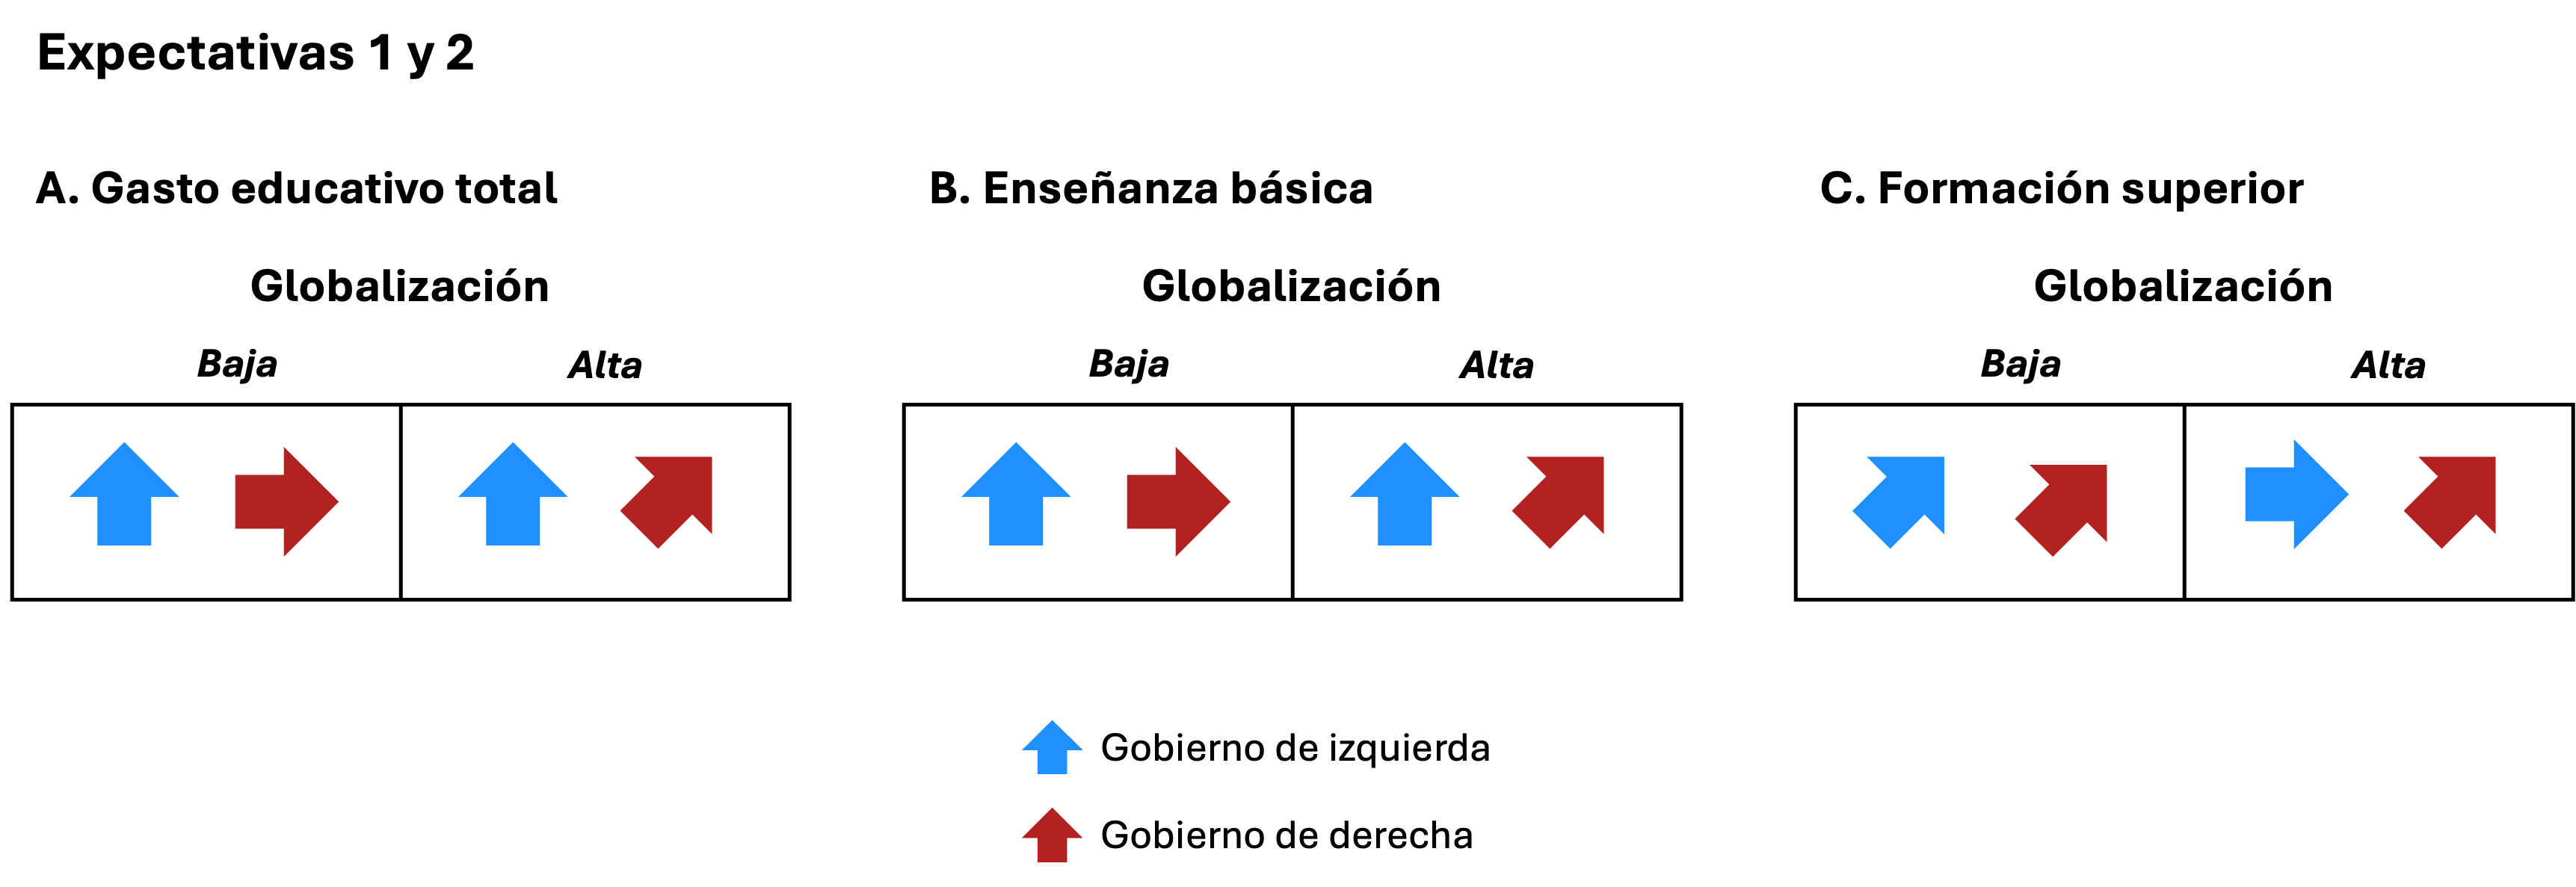 Expectativas 1 y 2
A. Gasto educativo total
Globalización
Baja
Alta
B. Enseñanza básica
Globalización
Baja
Alta
C. Formación superior
Globalización
Baja
Alta
Gobierno de izquierda
Gobierno de derecha